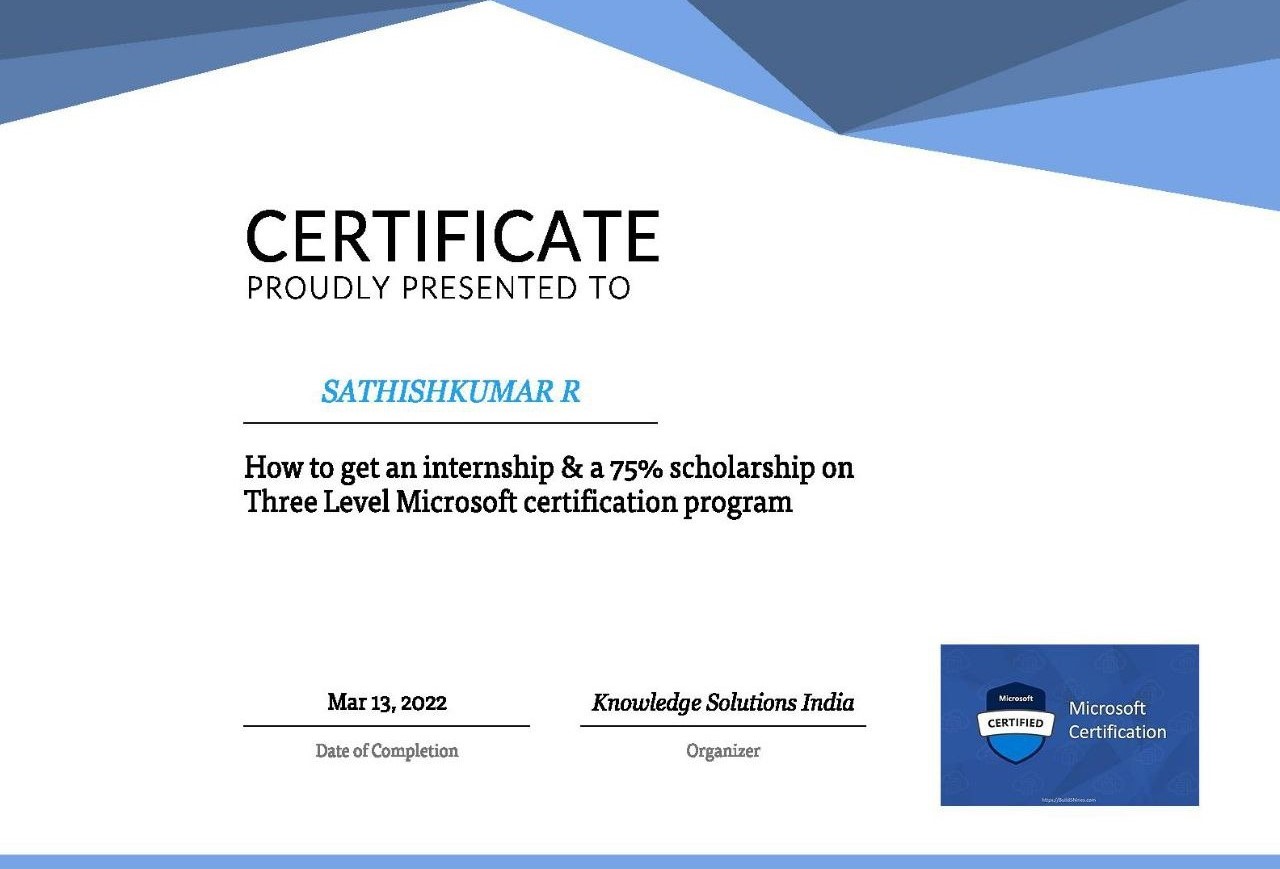 CERTIFICATE
PROUDLY PRESENTED TO
SATHISHKUMAR R
How to get an internship & a 75% scholarship on
Three Level Microsoft certification program
Mar 13, 2022
Date of Completion
Knowledge Solutions India
Organizer
Microsoft
CERTIFIED
Microsoft
Certification